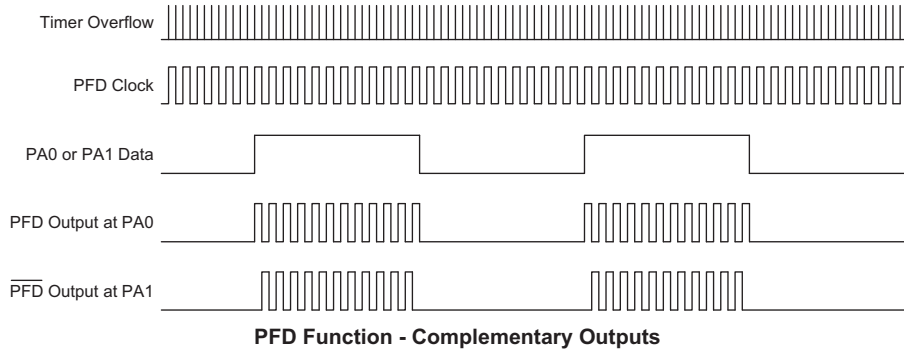 Timer Overflow
PFD Clock
PA0 or PA1 Data
PFD Output at PA0
P̅F̅D̅ Output at PA1
PFD Function - Complementary Outputs